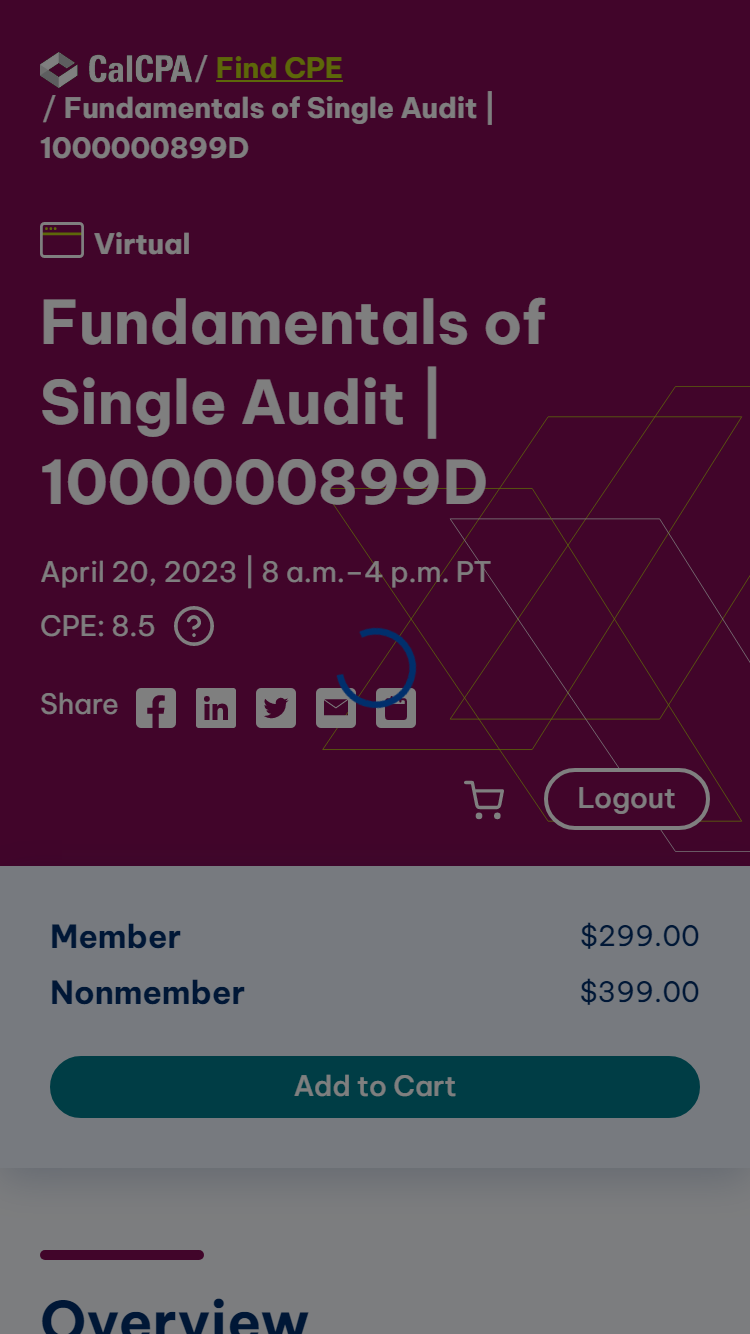 CalCPA / Find CPE
/ Fundamentals of Single Audit |
1000000899D
Virtual
Fundamentals of
Single Audit |
1000000899D
April 20, 2023 | 8 a.m.–4 p.m. PT
CPE: 8.5 ?
Share
Logout
Member $299.00
Nonmember $399.00
Add to Cart
Overview